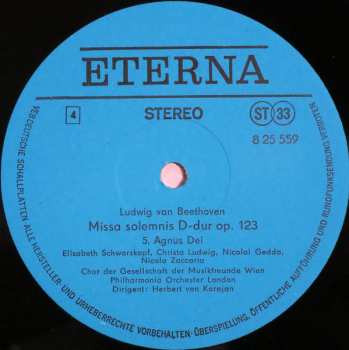 ETERNA
4
STEREO
ST 33
8 25 559
Ludwig van Beethoven
Missa solemnis D-dur op. 123
5. Agnus Dei
Elisabeth Schwarzkopf, Christa Ludwig, Nicolai Gedda,
Nicola Zaccaria
Chor der Gesellschaft der Musikfreunde Wien
Philharmonia Orchester London
Dirigent: Herbert von Karajan
VEB DEUTSCHE SCHALLPLATTEN · ALLE HERSTELLER- UND URHEBERRECHTE VORBEHALTEN · ÜBERSPIELUNG, ÖFFENTLICHE AUFFÜHRUNG UND RUNDFUNKSENDUNG VERBOTEN